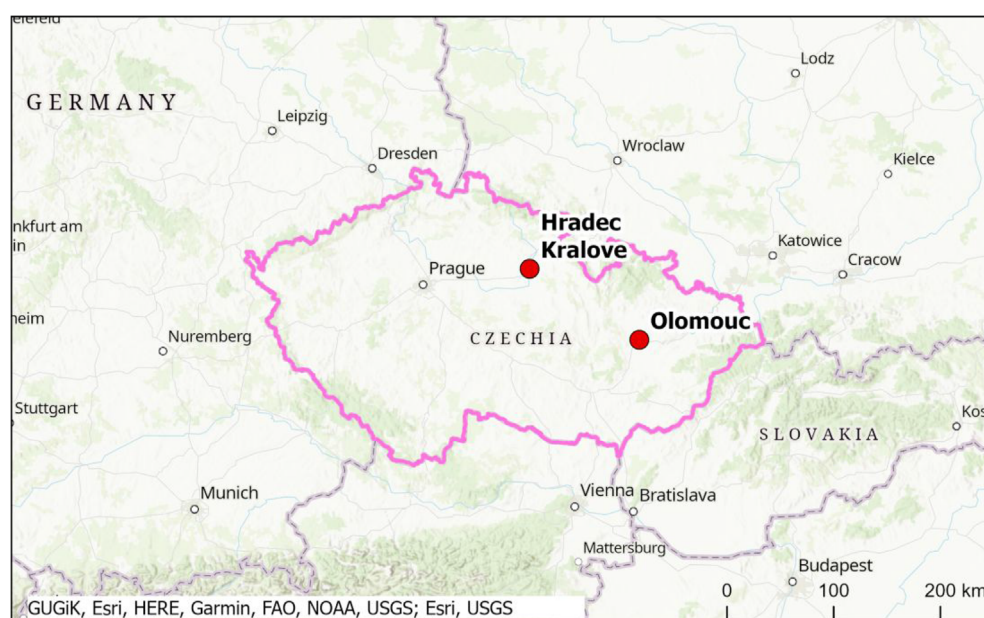 elefeld
Lodz
GERMANY
Leipzig
Dresden
Wroclaw
Kielce
nkfurt am
in
Hradec
Kralove
Katowice
Cracow
Prague
heim
Nuremberg
CZECHIA
Olomouc
Stuttgart
SLOVAKIA
Kos
Munich
Vienna
Bratislava
Mattersburg
Budapest
0 100 200 km
GUGiK, Esri, HERE, Garmin, FAO, NOAA, USGS; Esri, USGS